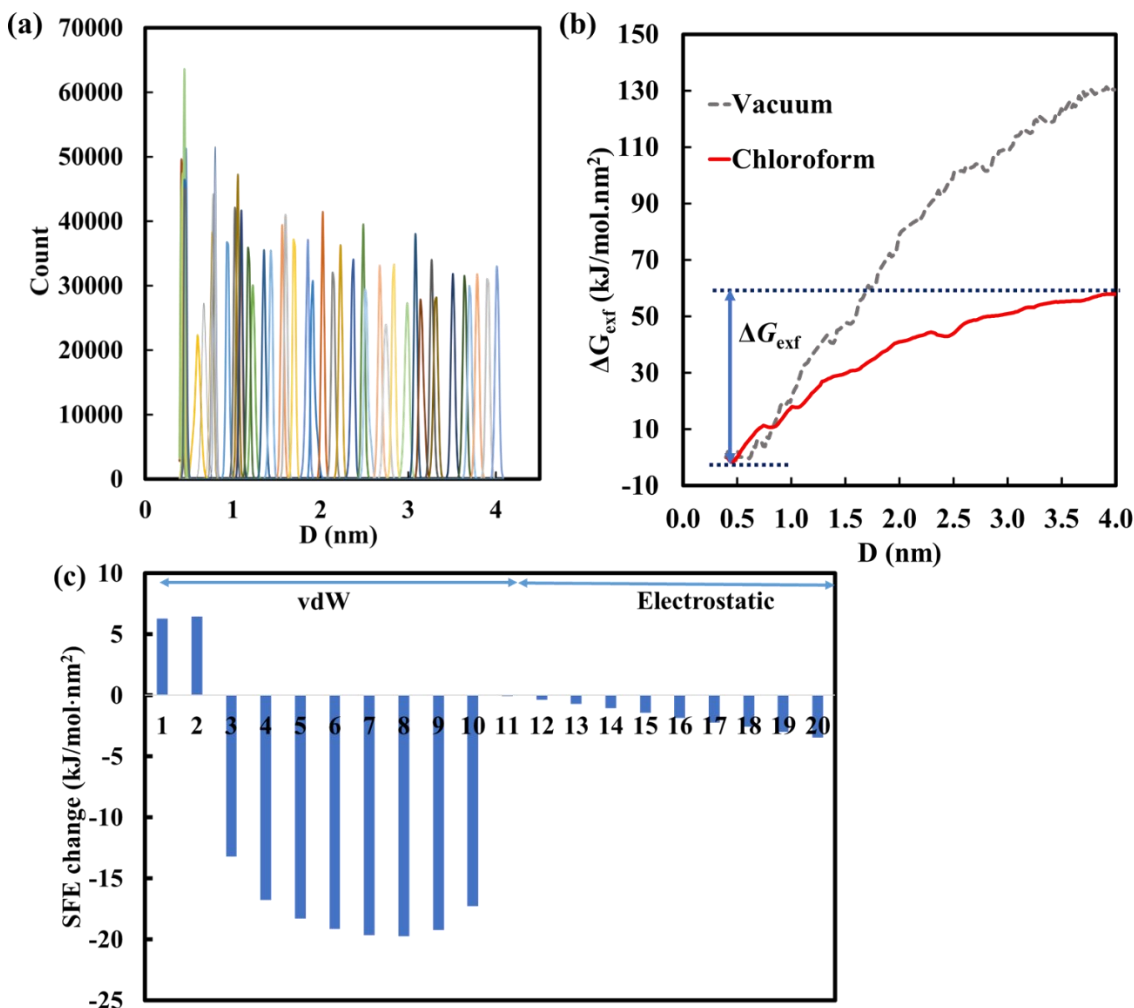 (a)
70000
60000
50000
40000
30000
20000
10000
0
Count
0 1 2 3 4
D (nm)
(b)
150
130
110
90
70
50
30
10
-10
ΔG_exf (kJ/mol.nm²)
Vacuum
Chloroform
ΔG_exf
0.0 0.5 1.0 1.5 2.0 2.5 3.0 3.5 4.0
D (nm)
(c)
10
5
0
-5
-10
-15
-20
-25
SFE change (kJ/mol·nm²)
vdW Electrostatic
1 2 3 4 5 6 7 8 9 10 11 12 13 14 15 16 17 18 19 20